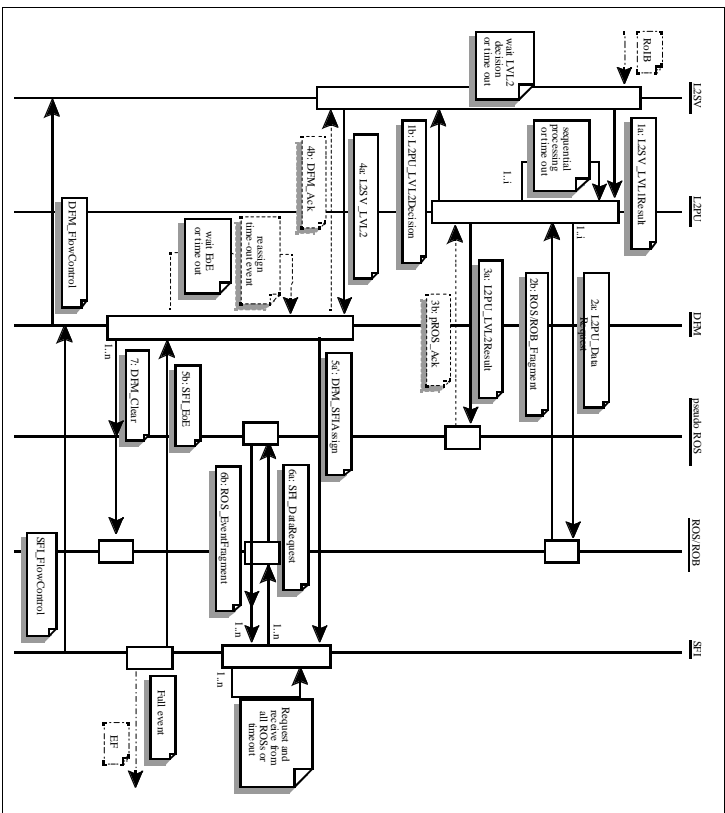 L2SV
L2PU
DFM
pseudo ROS
ROS/ROB
SFI
RoIB
1a: L2SV_LVL1Result
1..i
2a: L2PU_Data
Request
sequential
processing
or time out
1..i
2b: ROS/ROB_Fragment
wait LVL2
decision
or time out
3a: L2PU_LVL2Result
3b: pROS_Ack
1b: L2PU_LVL2Decision
4a: L2SV_LVL2
4b: DFM_Ack
5a': DFM_SFIAssign
reassign
time-out event
wait EoE
or time out
6a: SFI_DataRequest
1..n
6b: ROS_EventFragment
1..n
Request and
receive from
all ROSs or
timeout
1..n
5b: SFI_EoE
Full event
7: DFM_Clear
1..n
EF
DFM_FlowControl
SFI_FlowControl